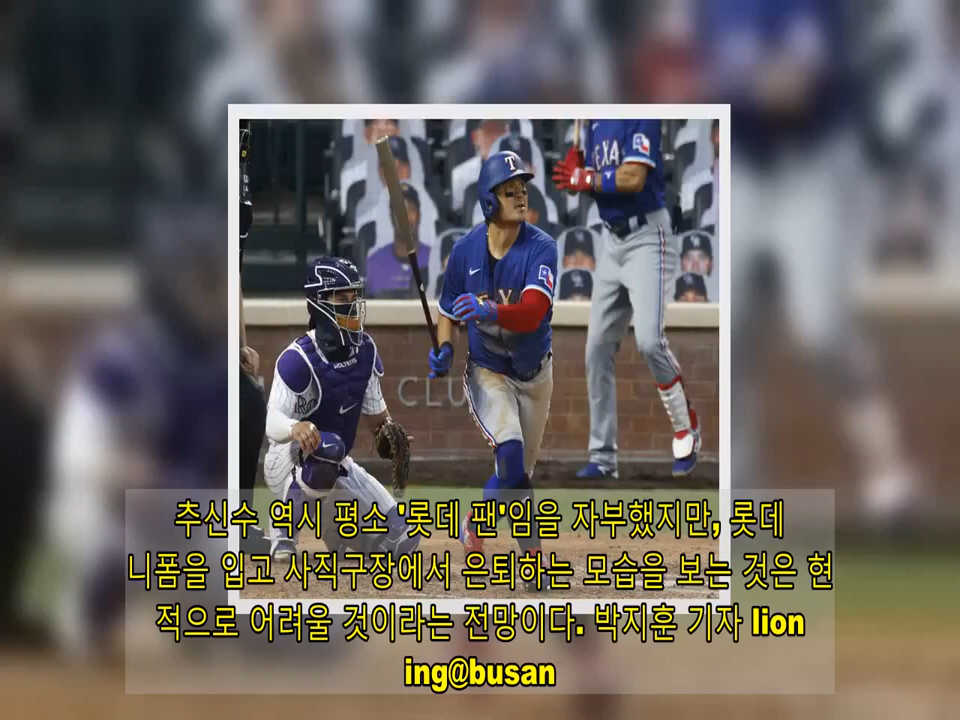 T
TEXA
CLU
추신수 역시 평소 '롯데 팬'임을 자부했지만, 롯데
니폼을 입고 사직구장에서 은퇴하는 모습을 보는 것은 현
적으로 어려울 것이라는 전망이다. 박지훈 기자 lion
ing@busan